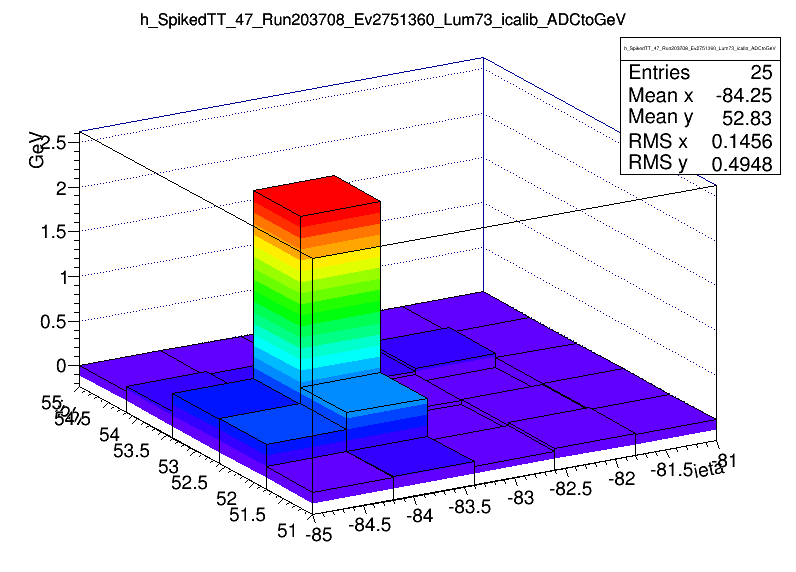 h_SpikedTT_47_Run203708_Ev2751360_Lum73_icalib_ADCtoGeV
h_SpikedTT_47_Run203708_Ev2751360_Lum73_icalib_ADCtoGeV
Entries 25
Mean x -84.25
Mean y 52.83
RMS x 0.1456
RMS y 0.4948
GeV
2.5
2
1.5
1
0.5
0
55
54.5
54
53.5
53
52.5
52
51.5
51
-85
-84.5
-84
-83.5
-83
-82.5
-82
-81.5
-81
ieta